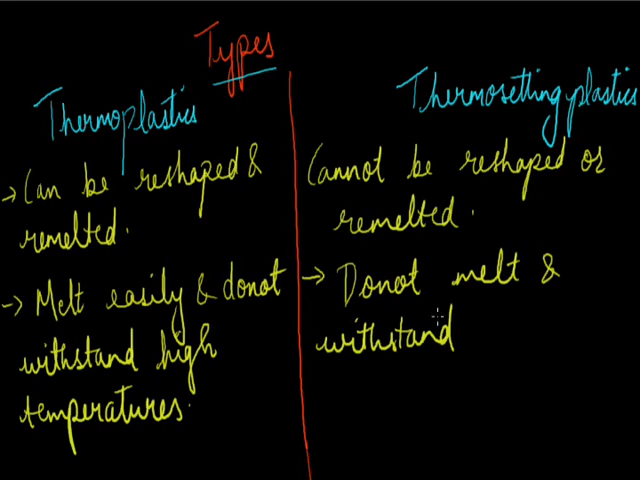 Types
Thermoplastics
→ Can be reshaped &
remelted.
→ Melt easily & donot
withstand high
temperatures.
Thermosetting plastics
Cannot be reshaped or
remelted.
→ Donot melt &
withstand